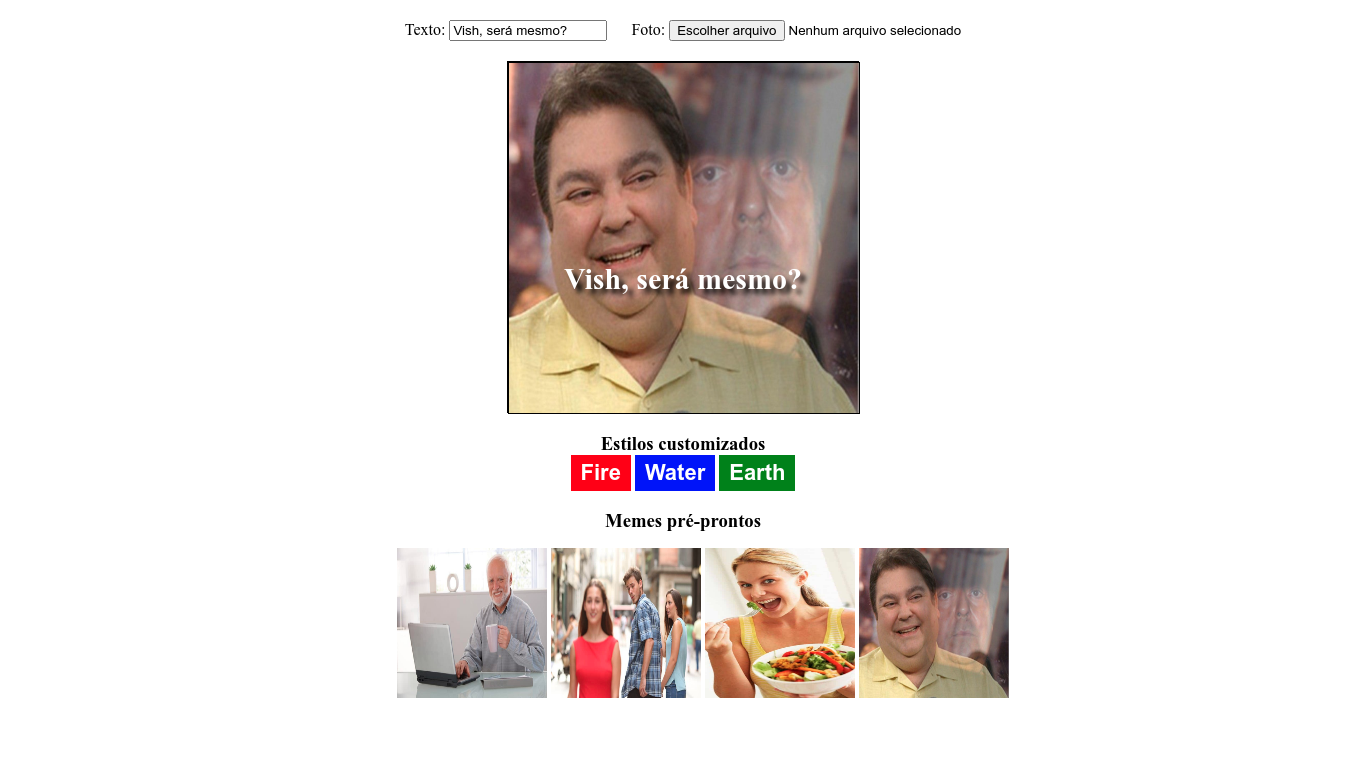 Texto: Vish, será mesmo? Foto: Escolher arquivo Nenhum arquivo selecionado
Vish, será mesmo?
Estilos customizados
Fire Water Earth
Memes pré-prontos